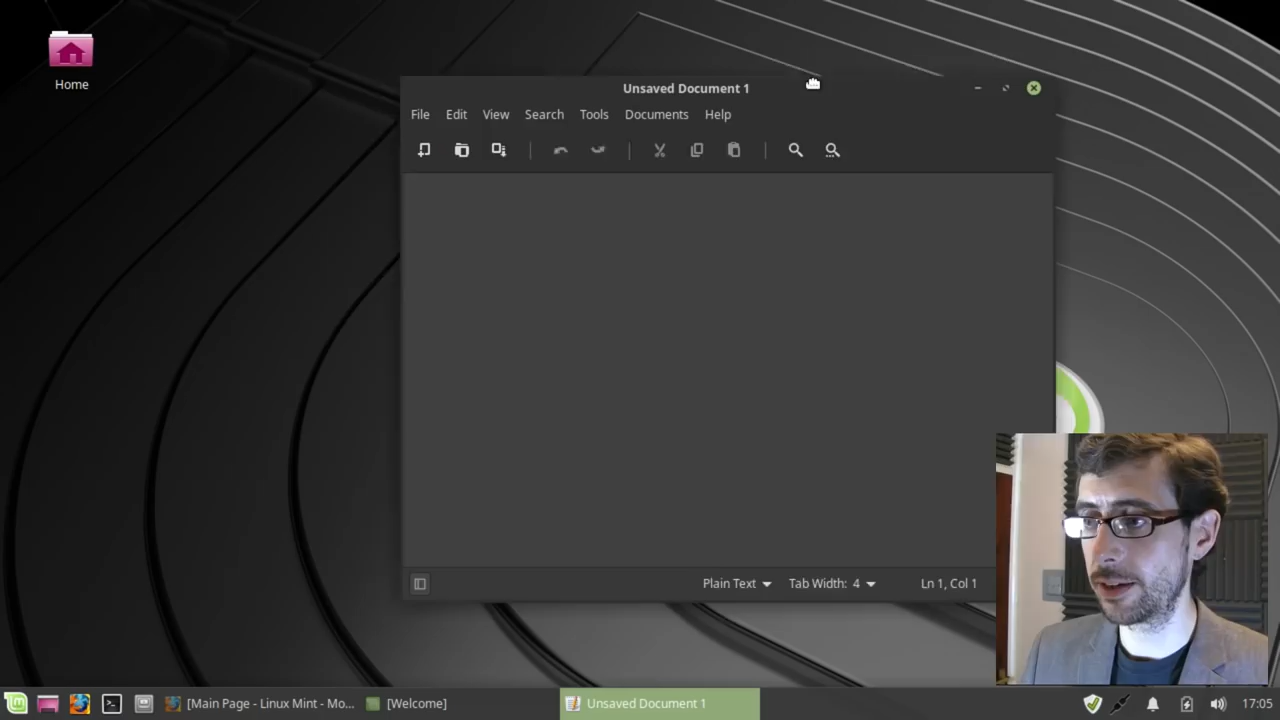 Home
Unsaved Document 1
File Edit View Search Tools Documents Help
Plain Text Tab Width: 4 Ln 1, Col 1
[Main Page - Linux Mint - Mo... [Welcome] Unsaved Document 1 17:05